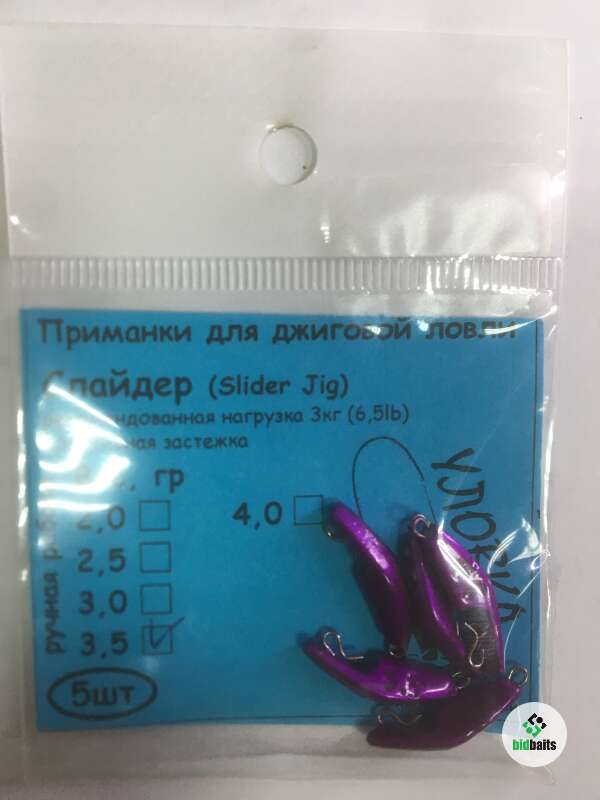 Приманки для джиговой ловли
Слайдер (Slider Jig)
нагрузка 3кг (6,5lb)
застежка
гр
2,0
4,0
2,5
3,0
3,5
ручная
5шт
bidbaits